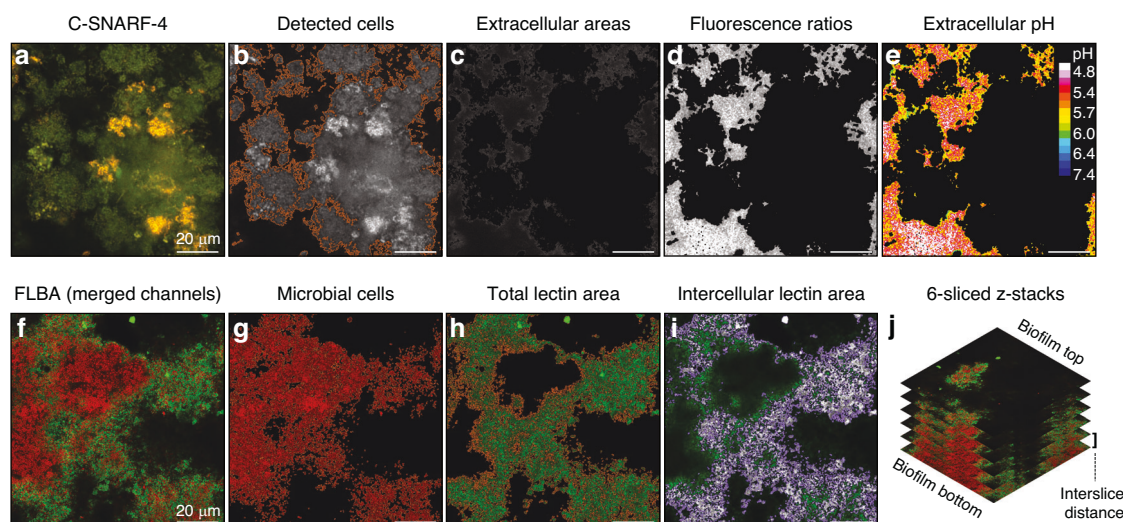 C-SNARF-4
Detected cells
Extracellular areas
Fluorescence ratios
Extracellular pH
a
20 μm
b
c
d
e
pH
4.8
5.4
5.7
6.0
6.4
7.4
FLBA (merged channels)
Microbial cells
Total lectin area
Intercellular lectin area
6-sliced z-stacks
f
20 μm
g
h
i
j
Biofilm top
Biofilm bottom
Interslice
distance